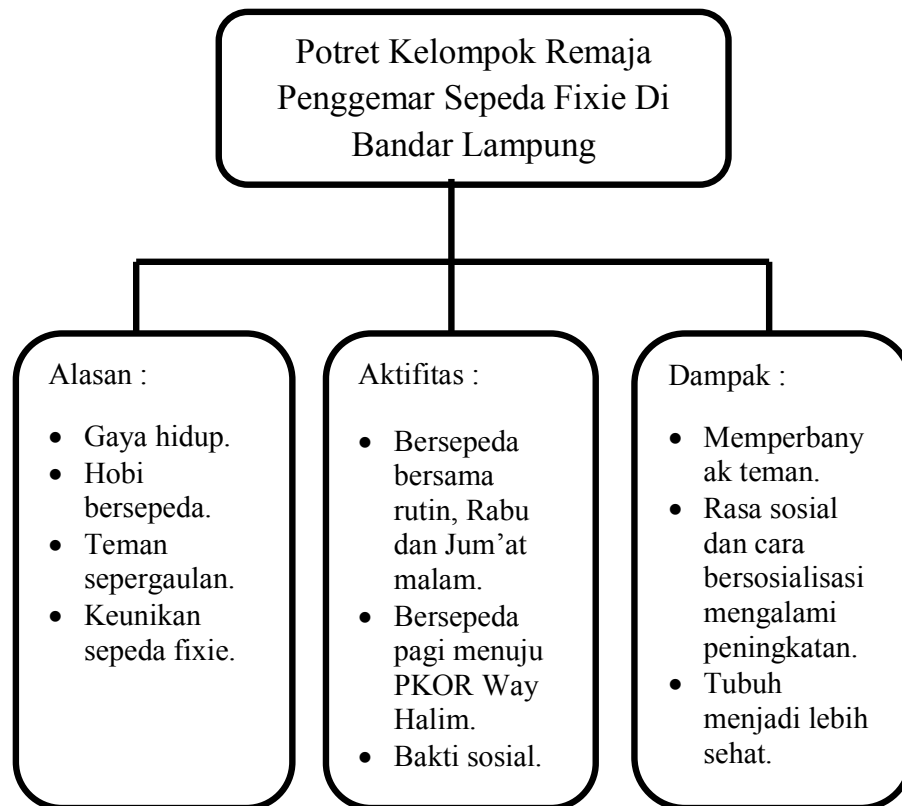 Potret Kelompok Remaja
Penggemar Sepeda Fixie Di
Bandar Lampung
Alasan :
• Gaya hidup.
• Hobi
bersepeda.
• Teman
sepergaulan.
• Keunikan
sepeda fixie.
Aktifitas :
• Bersepeda
bersama
rutin, Rabu
dan Jum’at
malam.
• Bersepeda
pagi menuju
PKOR Way
Halim.
• Bakti sosial.
Dampak :
• Memperbany
ak teman.
• Rasa sosial
dan cara
bersosialisasi
mengalami
peningkatan.
• Tubuh
menjadi lebih
sehat.